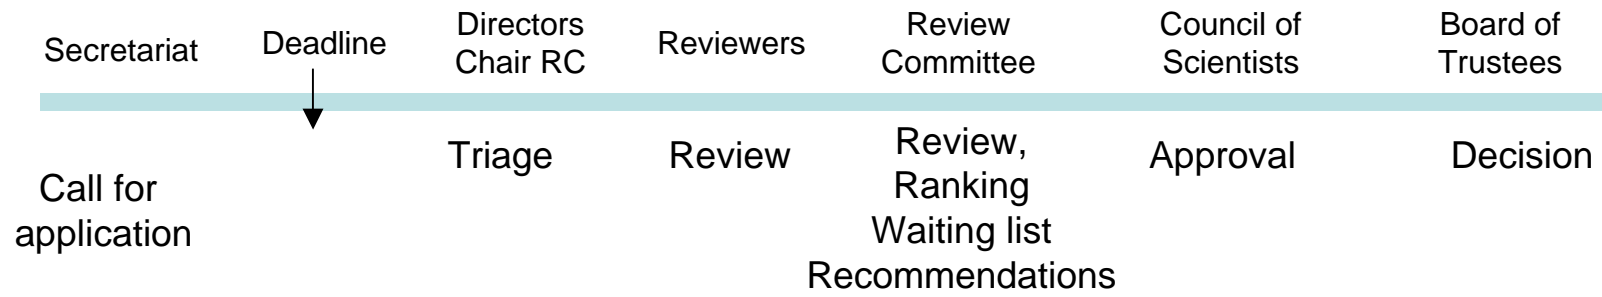 Secretariat
Deadline
Directors
Chair RC
Reviewers
Review
Committee
Council of
Scientists
Board of
Trustees
Call for
application
Triage
Review
Review,
Ranking
Waiting list
Recommendations
Approval
Decision